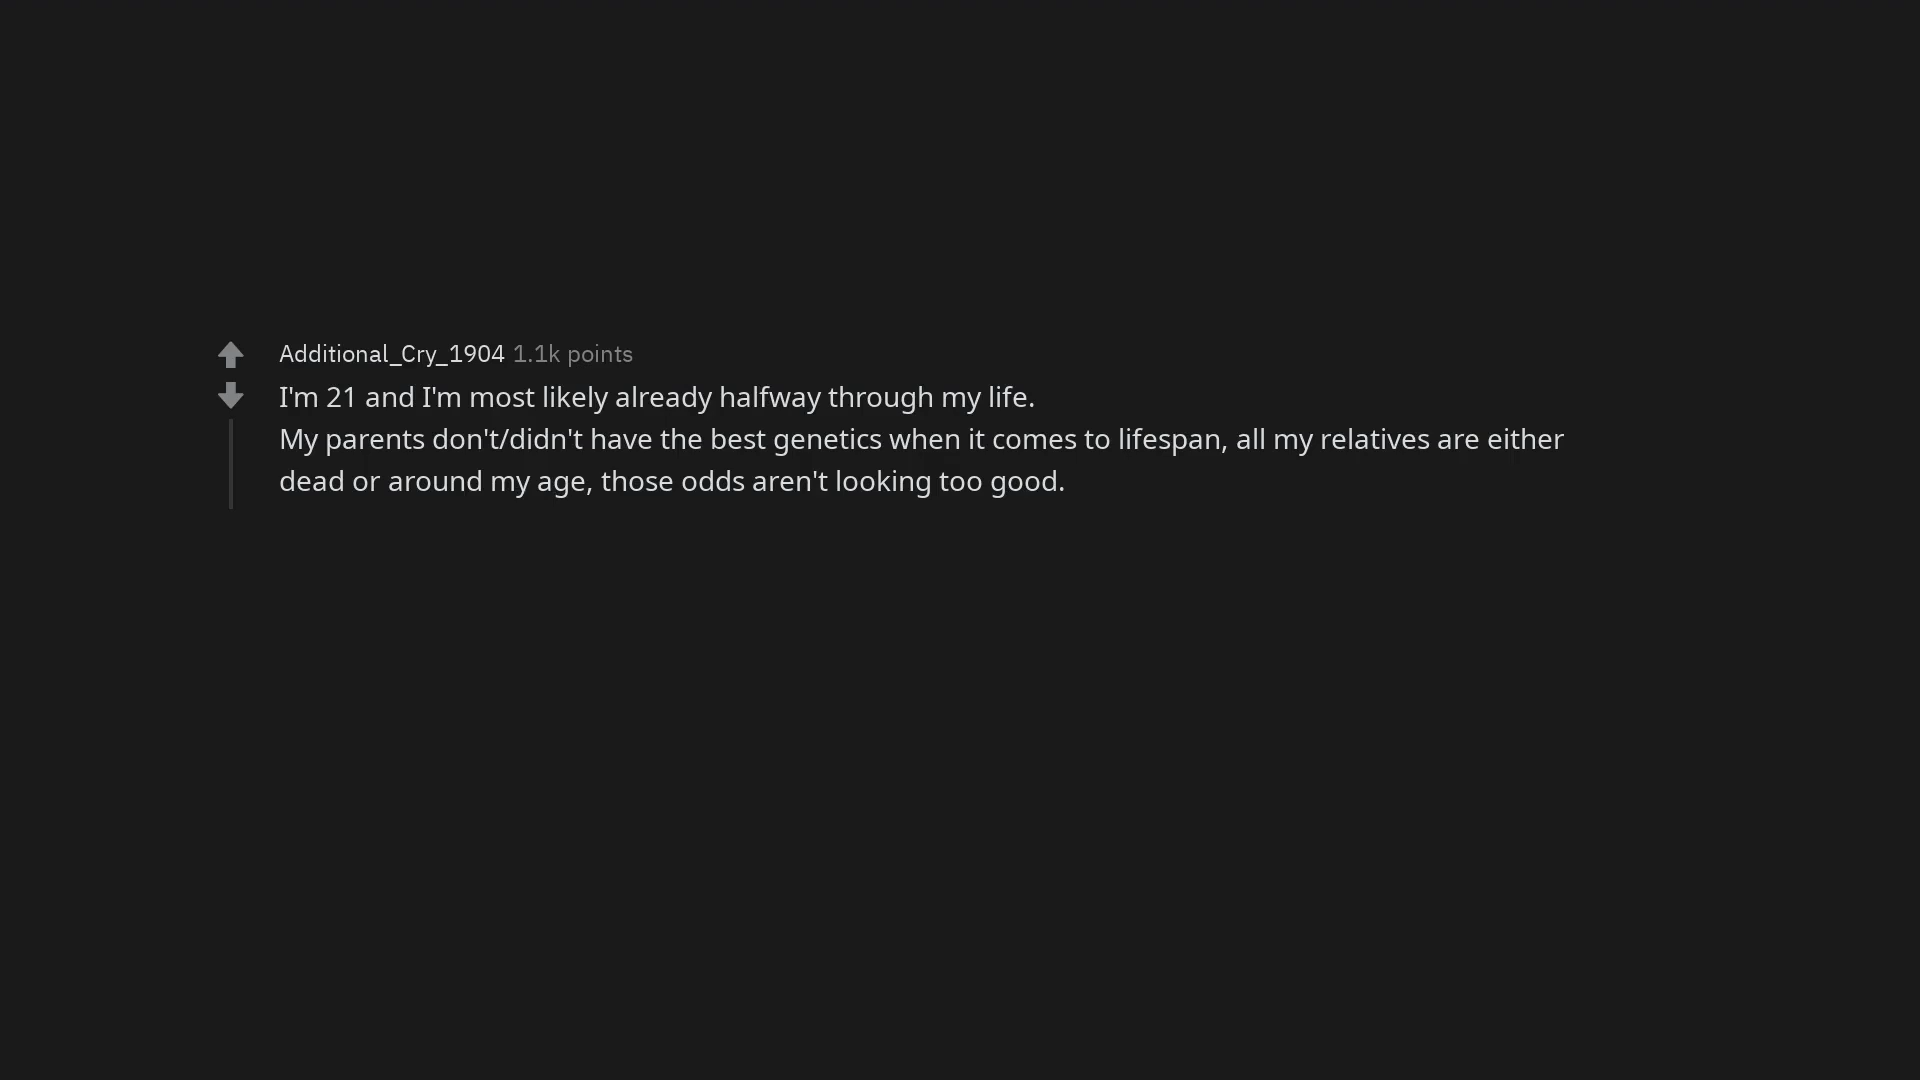 Additional_Cry_1904 1.1k points
I'm 21 and I'm most likely already halfway through my life.
My parents don't/didn't have the best genetics when it comes to lifespan, all my relatives are either
dead or around my age, those odds aren't looking too good.